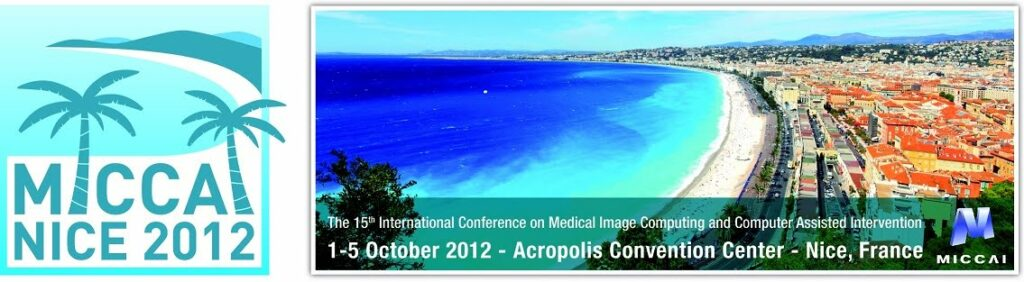 MICCAI
NICE 2012
The 15th International Conference on Medical Image Computing and Computer Assisted Intervention
1-5 October 2012 - Acropolis Convention Center - Nice, France
MICCAI